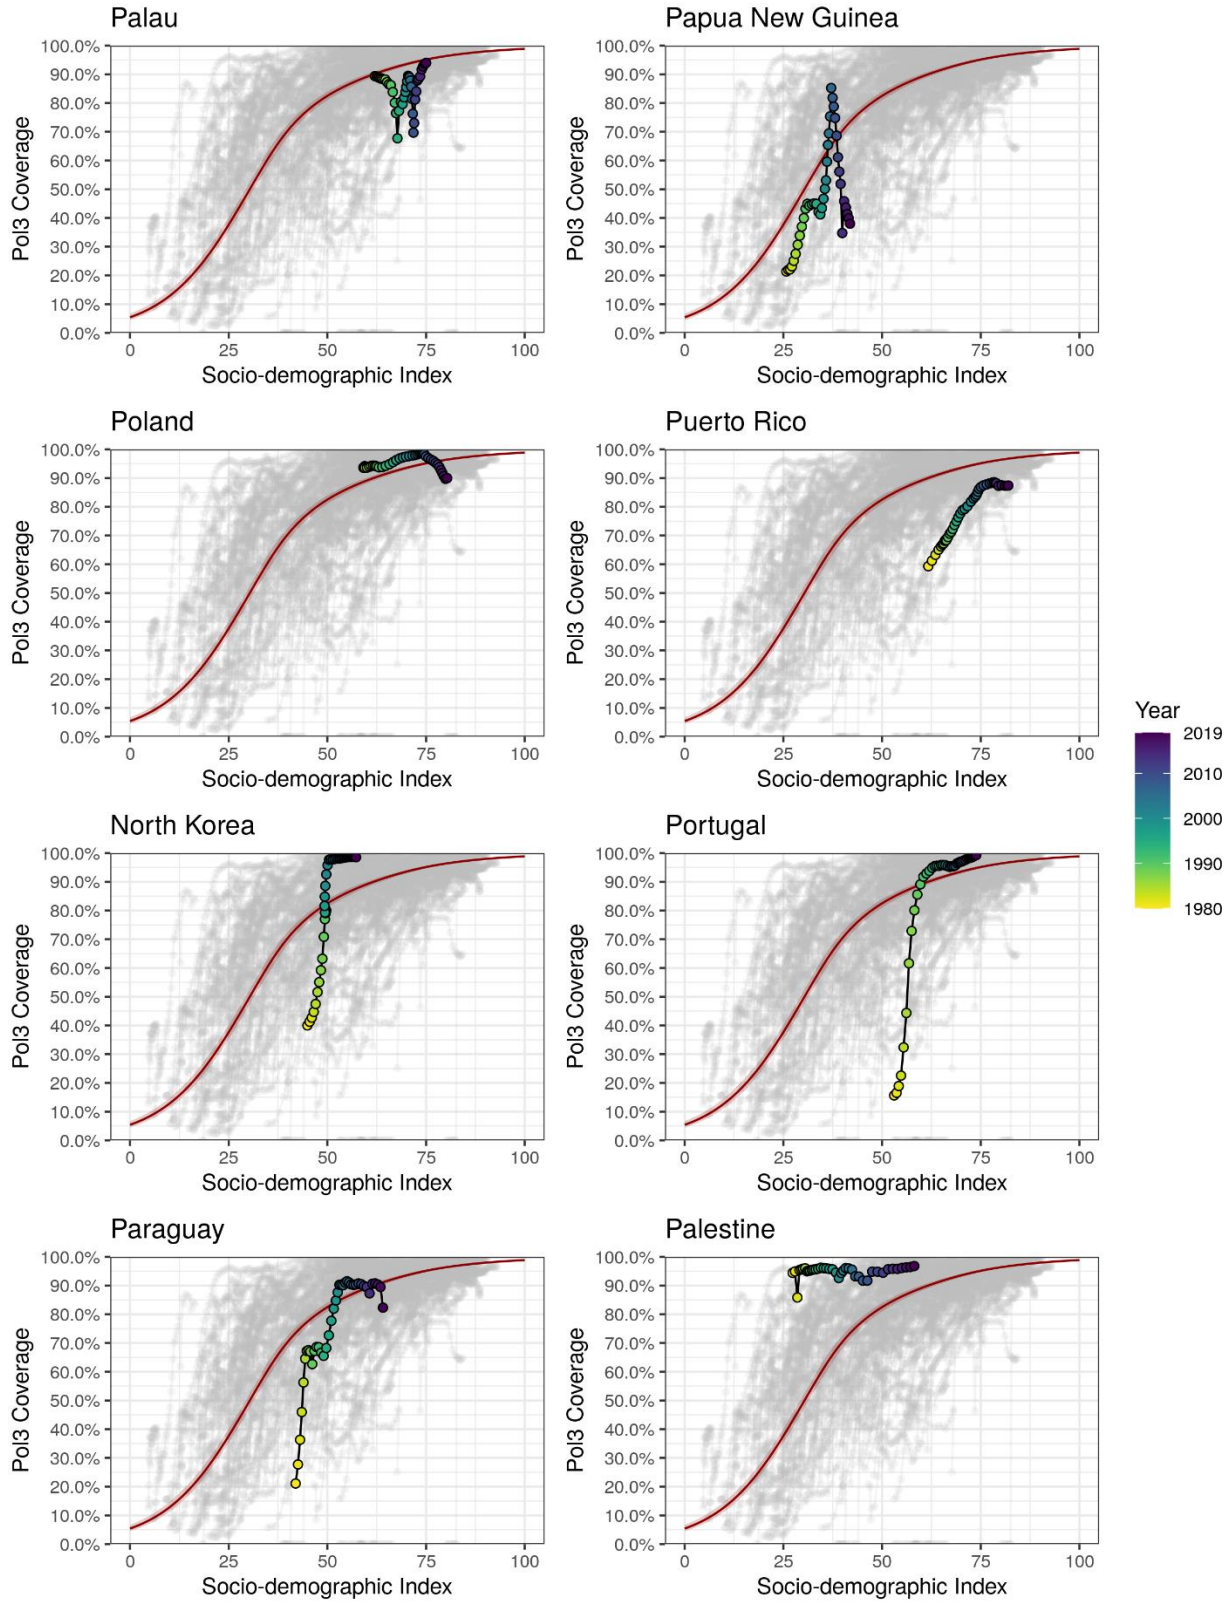 Palau
100.0%
90.0%
80.0%
70.0%
60.0%
50.0%
40.0%
30.0%
20.0%
10.0%
0.0%
Pol3 Coverage
0 25 50 75 100
Socio-demographic Index
Papua New Guinea
100.0%
90.0%
80.0%
70.0%
60.0%
50.0%
40.0%
30.0%
20.0%
10.0%
0.0%
Pol3 Coverage
0 25 50 75 100
Socio-demographic Index
Poland
100.0%
90.0%
80.0%
70.0%
60.0%
50.0%
40.0%
30.0%
20.0%
10.0%
0.0%
Pol3 Coverage
0 25 50 75 100
Socio-demographic Index
Puerto Rico
100.0%
90.0%
80.0%
70.0%
60.0%
50.0%
40.0%
30.0%
20.0%
10.0%
0.0%
Pol3 Coverage
0 25 50 75 100
Socio-demographic Index
North Korea
100.0%
90.0%
80.0%
70.0%
60.0%
50.0%
40.0%
30.0%
20.0%
10.0%
0.0%
Pol3 Coverage
0 25 50 75 100
Socio-demographic Index
Portugal
100.0%
90.0%
80.0%
70.0%
60.0%
50.0%
40.0%
30.0%
20.0%
10.0%
0.0%
Pol3 Coverage
0 25 50 75 100
Socio-demographic Index
Paraguay
100.0%
90.0%
80.0%
70.0%
60.0%
50.0%
40.0%
30.0%
20.0%
10.0%
0.0%
Pol3 Coverage
0 25 50 75 100
Socio-demographic Index
Palestine
100.0%
90.0%
80.0%
70.0%
60.0%
50.0%
40.0%
30.0%
20.0%
10.0%
0.0%
Pol3 Coverage
0 25 50 75 100
Socio-demographic Index
Year
2019
2010
2000
1990
1980